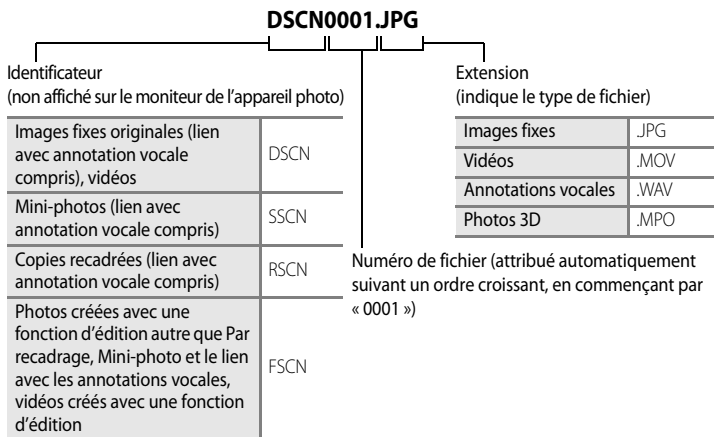 DSCN0001.JPG
Identificateur
(non affiché sur le moniteur de l'appareil photo)
Images fixes originales (lien
avec annotation vocale
compris), vidéos
DSCN
Mini-photos (lien avec
annotation vocale compris)
SSCN
Copies recadrées (lien avec
annotation vocale compris)
RSCN
Photos créées avec une
fonction d'édition autre que Par
recadrage, Mini-photo et le lien
avec les annotations vocales,
vidéos créés avec une fonction
d'édition
FSCN
Extension
(indique le type de fichier)
Images fixes
.JPG
Vidéos
.MOV
Annotations vocales
.WAV
Photos 3D
.MPO
Numéro de fichier (attribué automatiquement
suivant un ordre croissant, en commençant par
« 0001 »)